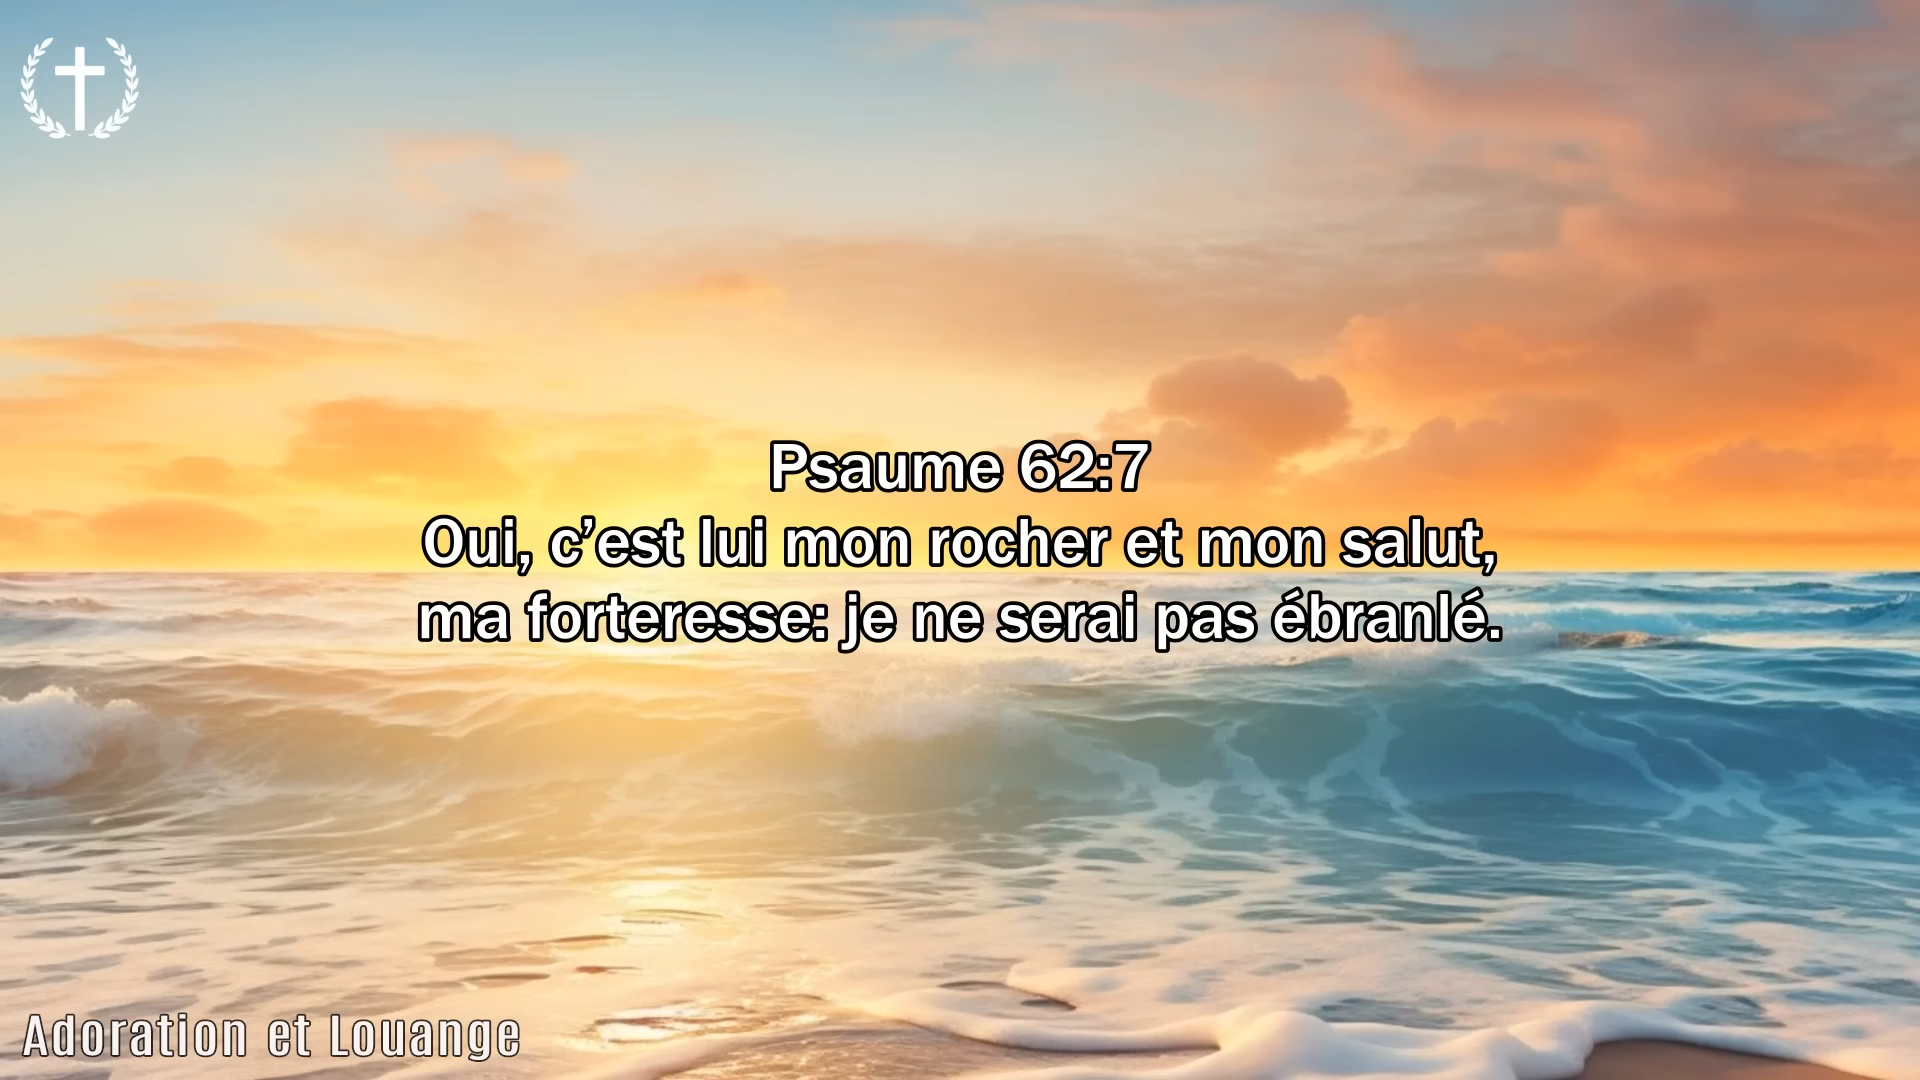 Psaume 62:7
Oui, c’est lui mon rocher et mon salut,
ma forteresse: je ne serai pas ébranlé.
Adoration et Louange